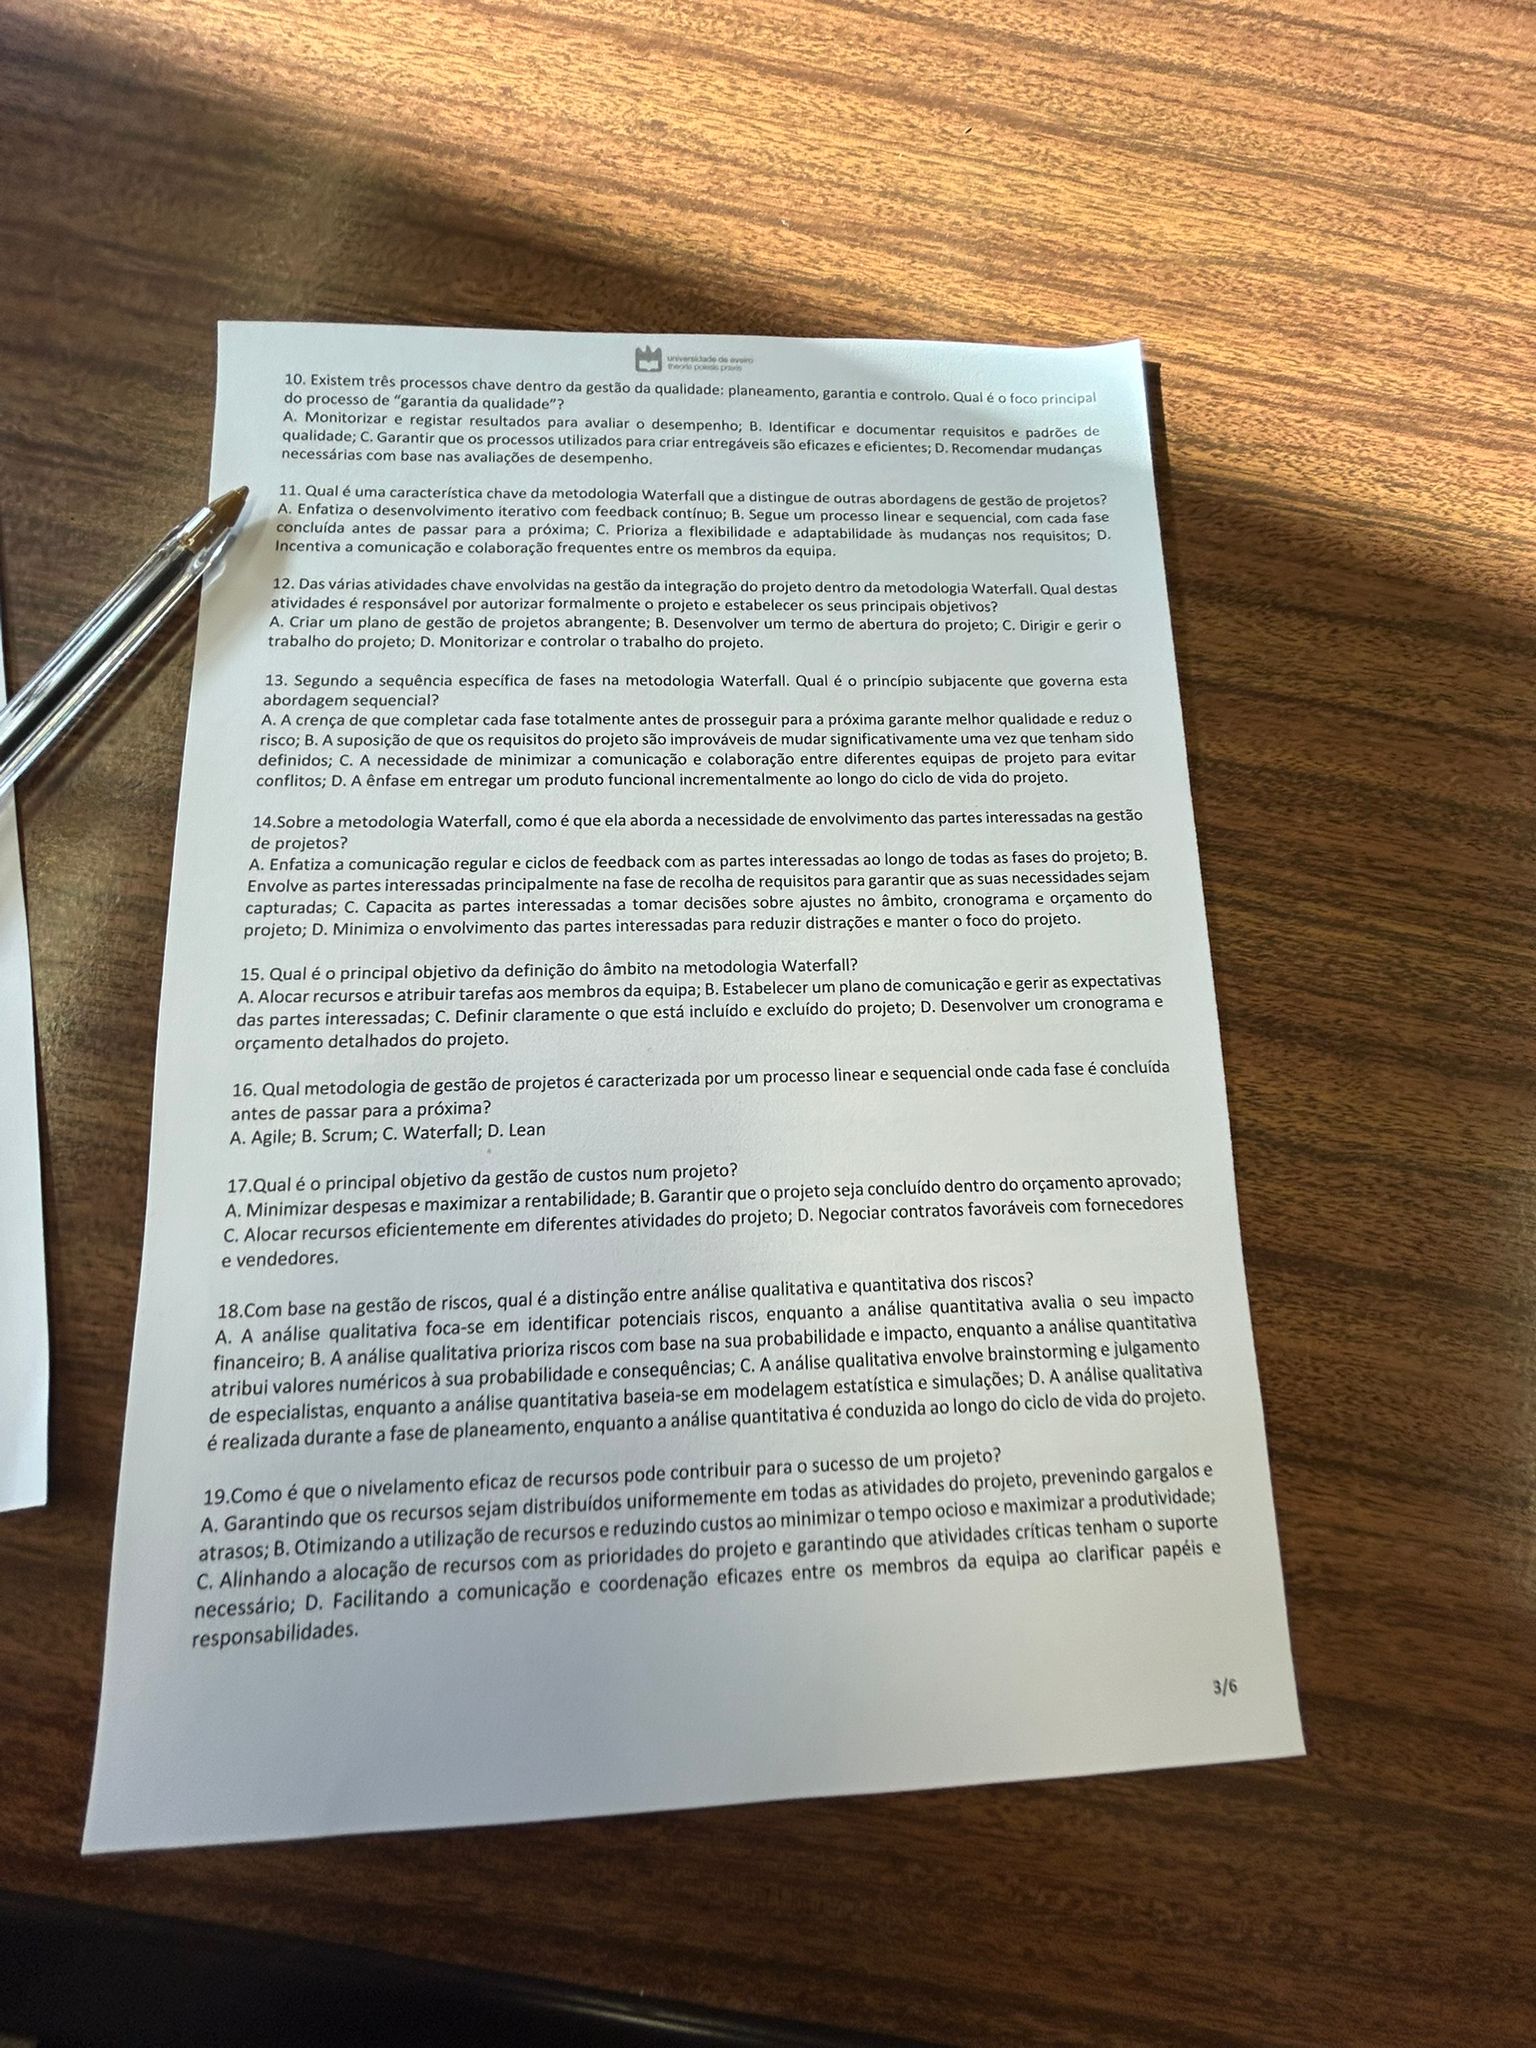 universidade de aveiro
theoria poiesis praxis
10. Existem três processos chave dentro da gestão da qualidade: planeamento, garantia e controlo. Qual é o foco principal
do processo de “garantia da qualidade”?
A. Monitorizar e registar resultados para avaliar o desempenho; B. Identificar e documentar requisitos e padrões de
qualidade; C. Garantir que os processos utilizados para criar entregáveis são eficazes e eficientes; D. Recomendar mudanças
necessárias com base nas avaliações de desempenho.
11. Qual é uma característica chave da metodologia Waterfall que a distingue de outras abordagens de gestão de projetos?
A. Enfatiza o desenvolvimento iterativo com feedback contínuo; B. Segue um processo linear e sequencial, com cada fase
concluída antes de passar para a próxima; C. Prioriza a flexibilidade e adaptabilidade às mudanças nos requisitos; D.
Incentiva a comunicação e colaboração frequentes entre os membros da equipa.
12. Das várias atividades chave envolvidas na gestão da integração do projeto dentro da metodologia Waterfall. Qual destas
atividades é responsável por autorizar formalmente o projeto e estabelecer os seus principais objetivos?
A. Criar um plano de gestão de projetos abrangente; B. Desenvolver um termo de abertura do projeto; C. Dirigir e gerir o
trabalho do projeto; D. Monitorizar e controlar o trabalho do projeto.
13. Segundo a sequência específica de fases na metodologia Waterfall. Qual é o princípio subjacente que governa esta
abordagem sequencial?
A. A crença de que completar cada fase totalmente antes de prosseguir para a próxima garante melhor qualidade e reduz o
risco; B. A suposição de que os requisitos do projeto são improváveis de mudar significativamente uma vez que tenham sido
definidos; C. A necessidade de minimizar a comunicação e colaboração entre diferentes equipas de projeto para evitar
conflitos; D. A ênfase em entregar um produto funcional incrementalmente ao longo do ciclo de vida do projeto.
14.Sobre a metodologia Waterfall, como é que ela aborda a necessidade de envolvimento das partes interessadas na gestão
de projetos?
A. Enfatiza a comunicação regular e ciclos de feedback com as partes interessadas ao longo de todas as fases do projeto; B.
Envolve as partes interessadas principalmente na fase de recolha de requisitos para garantir que as suas necessidades sejam
capturadas; C. Capacita as partes interessadas a tomar decisões sobre ajustes no âmbito, cronograma e orçamento do
projeto; D. Minimiza o envolvimento das partes interessadas para reduzir distrações e manter o foco do projeto.
15. Qual é o principal objetivo da definição do âmbito na metodologia Waterfall?
A. Alocar recursos e atribuir tarefas aos membros da equipa; B. Estabelecer um plano de comunicação e gerir as expectativas
das partes interessadas; C. Definir claramente o que está incluído e excluído do projeto; D. Desenvolver um cronograma e
orçamento detalhados do projeto.
16. Qual metodologia de gestão de projetos é caracterizada por um processo linear e sequencial onde cada fase é concluída
antes de passar para a próxima?
A. Agile; B. Scrum; C. Waterfall; D. Lean
17.Qual é o principal objetivo da gestão de custos num projeto?
A. Minimizar despesas e maximizar a rentabilidade; B. Garantir que o projeto seja concluído dentro do orçamento aprovado;
C. Alocar recursos eficientemente em diferentes atividades do projeto; D. Negociar contratos favoráveis com fornecedores
e vendedores.
18.Com base na gestão de riscos, qual é a distinção entre análise qualitativa e quantitativa dos riscos?
A. A análise qualitativa foca-se em identificar potenciais riscos, enquanto a análise quantitativa avalia o seu impacto
financeiro; B. A análise qualitativa prioriza riscos com base na sua probabilidade e impacto, enquanto a análise quantitativa
atribui valores numéricos à sua probabilidade e consequências; C. A análise qualitativa envolve brainstorming e julgamento
de especialistas, enquanto a análise quantitativa baseia-se em modelagem estatística e simulações; D. A análise qualitativa
é realizada durante a fase de planeamento, enquanto a análise quantitativa é conduzida ao longo do ciclo de vida do projeto.
19.Como é que o nivelamento eficaz de recursos pode contribuir para o sucesso de um projeto?
A. Garantindo que os recursos sejam distribuídos uniformemente em todas as atividades do projeto, prevenindo gargalos e
atrasos; B. Otimizando a utilização de recursos e reduzindo custos ao minimizar o tempo ocioso e maximizar a produtividade;
C. Alinhando a alocação de recursos com as prioridades do projeto e garantindo que atividades críticas tenham o suporte
necessário; D. Facilitando a comunicação e coordenação eficazes entre os membros da equipa ao clarificar papéis e
responsabilidades.
3/6